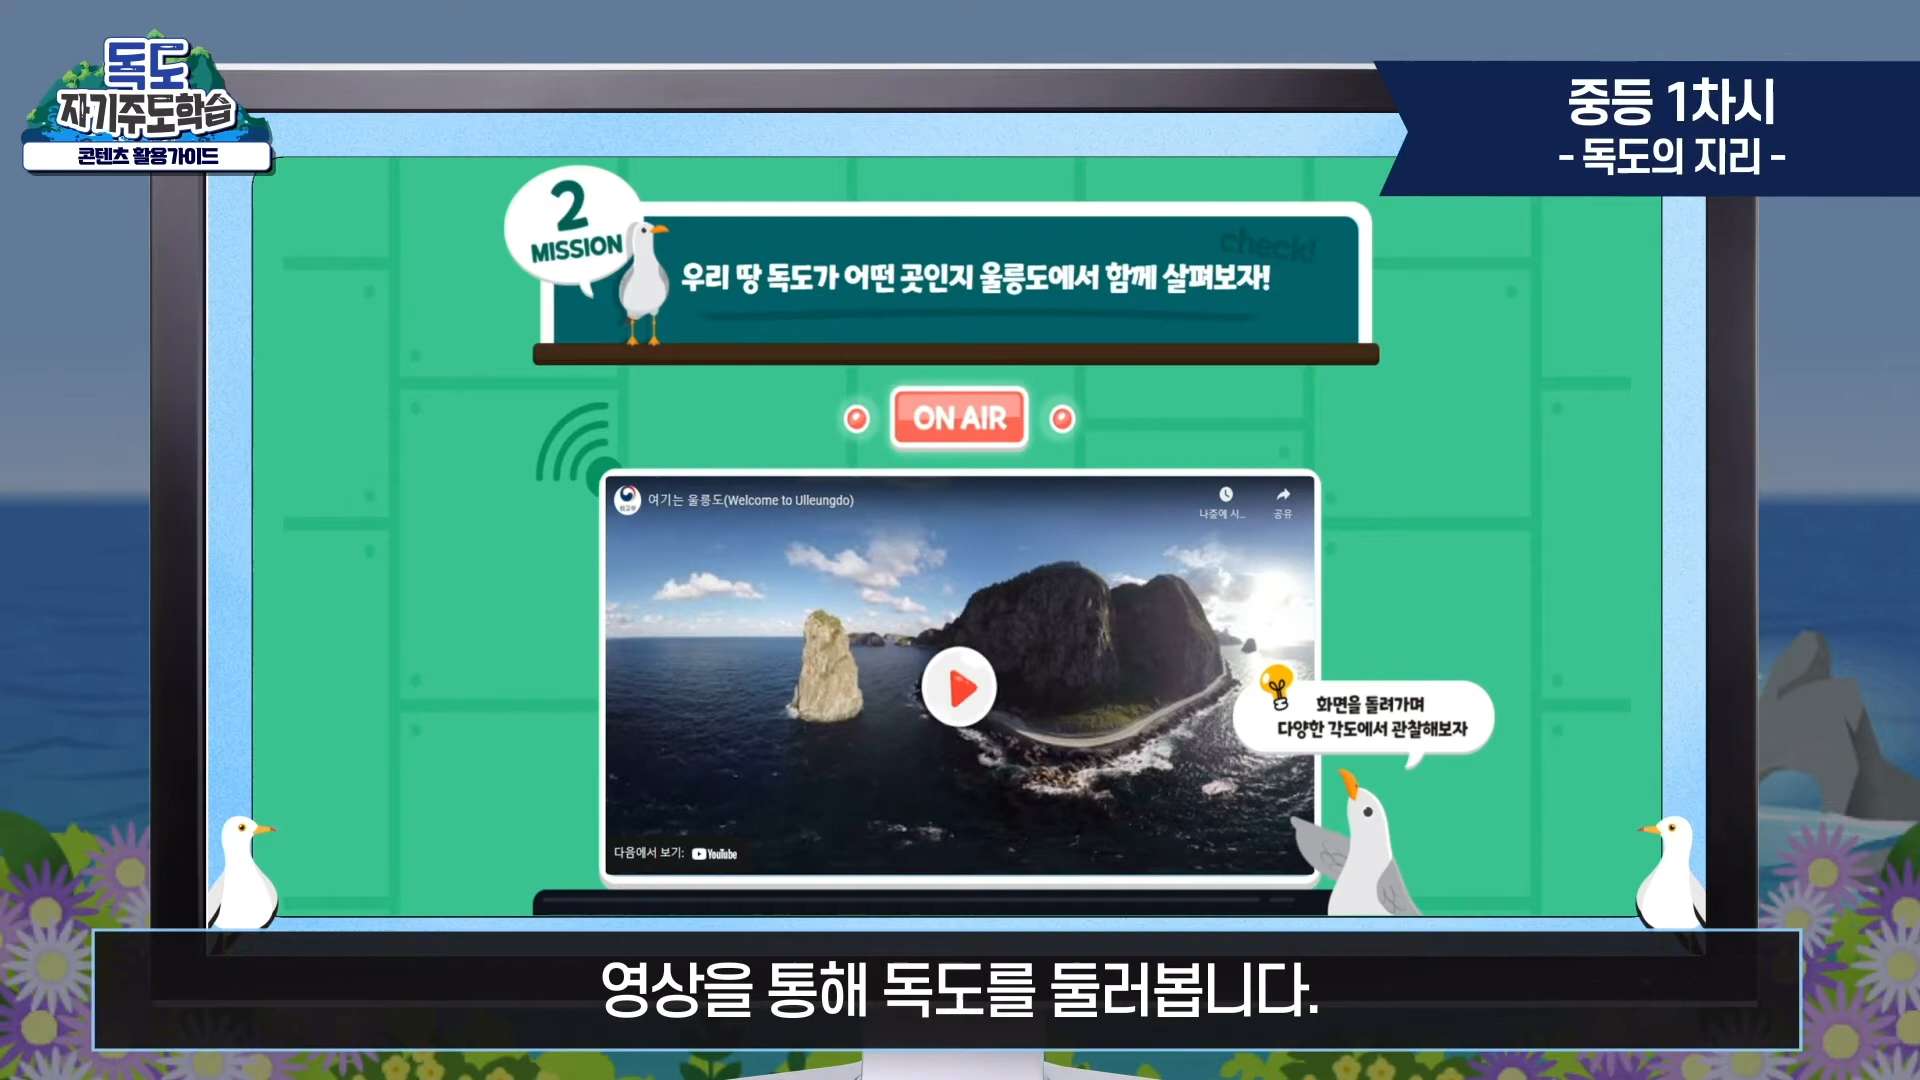 독도
자기주도학습
콘텐츠 활용가이드
중등 1차시
- 독도의 지리 -
2
MISSION
check!
우리 땅 독도가 어떤 곳인지 울릉도에서 함께 살펴보자!
ON AIR
여기는 울릉도(Welcome to Ulleungdo)
나중에 시...
공유
화면을 돌려가며
다양한 각도에서 관찰해보자
다음에서 보기: YouTube
영상을 통해 독도를 둘러봅니다.